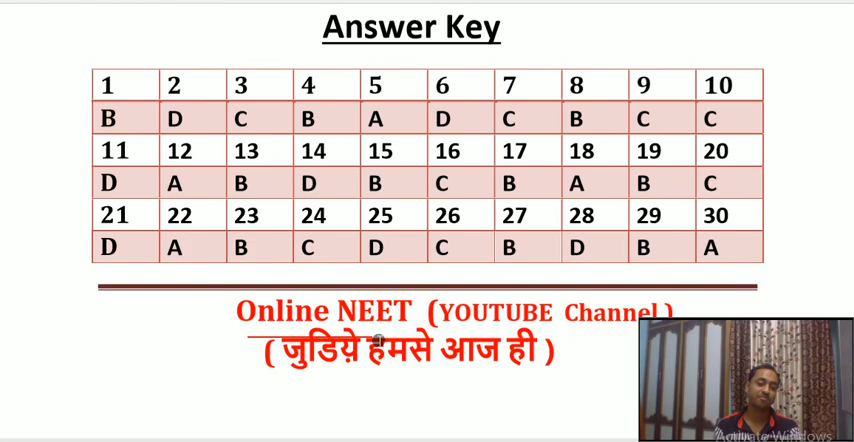 Answer Key
1 2 3 4 5 6 7 8 9 10
B D C B A D C B C C
11 12 13 14 15 16 17 18 19 20
D A B D B C B A B C
21 22 23 24 25 26 27 28 29 30
D A B C D C B D B A
Online NEET (YOUTUBE Channel)
( जुडिय़े हमसे आज ही )
Activate Windows